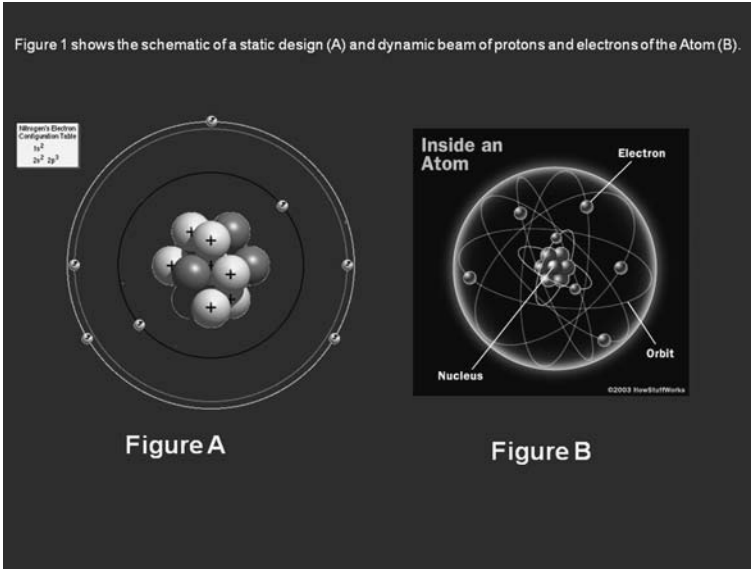 Figure 1 shows the schematic of a static design (A) and dynamic beam of protons and electrons of the Atom (B).
Nitrogen's Electron
Configuration Table
1s²
2s² 2p³
+
+
+
+
+
+
Inside an
Atom
Electron
Orbit
Nucleus
©2003 HowStuffWorks
Figure A
Figure B